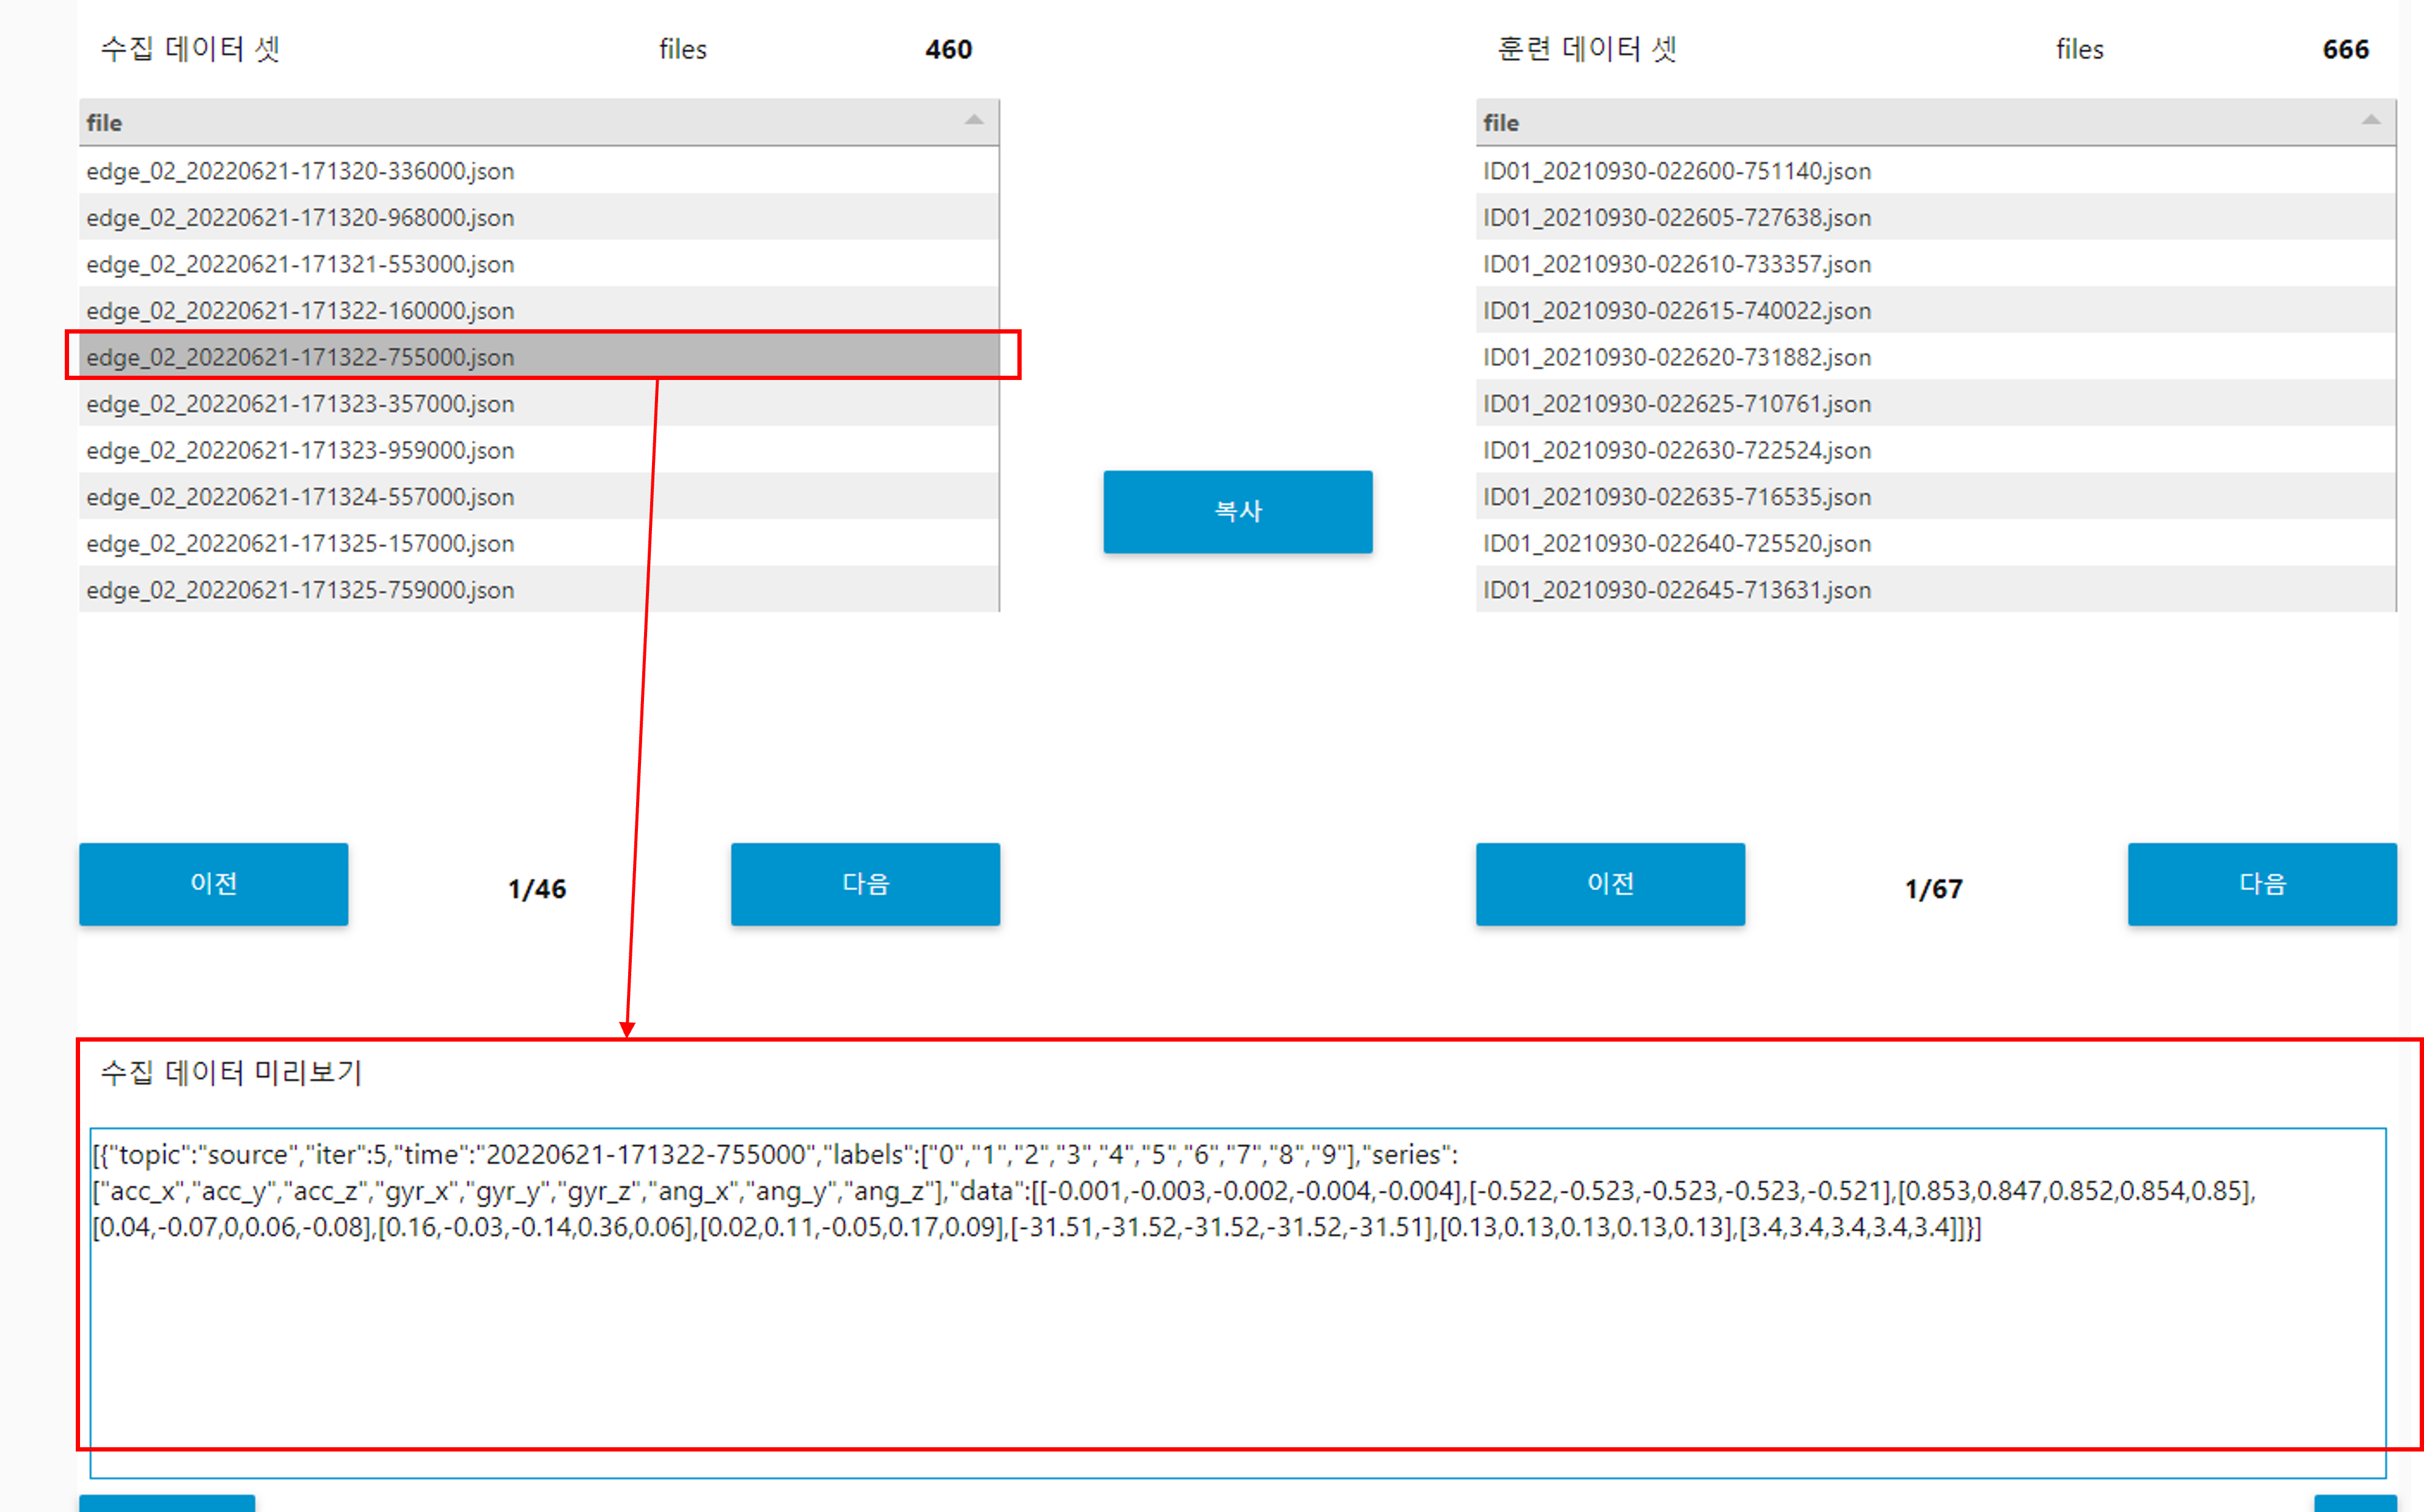 수집 데이터 셋 files 460
file
edge_02_20220621-171320-336000.json
edge_02_20220621-171320-968000.json
edge_02_20220621-171321-553000.json
edge_02_20220621-171322-160000.json
edge_02_20220621-171322-755000.json
edge_02_20220621-171323-357000.json
edge_02_20220621-171323-959000.json
edge_02_20220621-171324-557000.json
edge_02_20220621-171325-157000.json
edge_02_20220621-171325-759000.json
이전 1/46 다음
복사
훈련 데이터 셋 files 666
file
ID01_20210930-022600-751140.json
ID01_20210930-022605-727638.json
ID01_20210930-022610-733357.json
ID01_20210930-022615-740022.json
ID01_20210930-022620-731882.json
ID01_20210930-022625-710761.json
ID01_20210930-022630-722524.json
ID01_20210930-022635-716535.json
ID01_20210930-022640-725520.json
ID01_20210930-022645-713631.json
이전 1/67 다음
수집 데이터 미리보기
[{"topic":"source","iter":5,"time":"20220621-171322-755000","labels":["0","1","2","3","4","5","6","7","8","9"],"series":
["acc_x","acc_y","acc_z","gyr_x","gyr_y","gyr_z","ang_x","ang_y","ang_z"],"data":[[-0.001,-0.003,-0.002,-0.004,-0.004],[-0.522,-0.523,-0.523,-0.523,-0.521],[0.853,0.847,0.852,0.854,0.85],
[0.04,-0.07,0,0.06,-0.08],[0.16,-0.03,-0.14,0.36,0.06],[0.02,0.11,-0.05,0.17,0.09],[-31.51,-31.52,-31.52,-31.52,-31.51],[0.13,0.13,0.13,0.13,0.13],[3.4,3.4,3.4,3.4,3.4]]}]